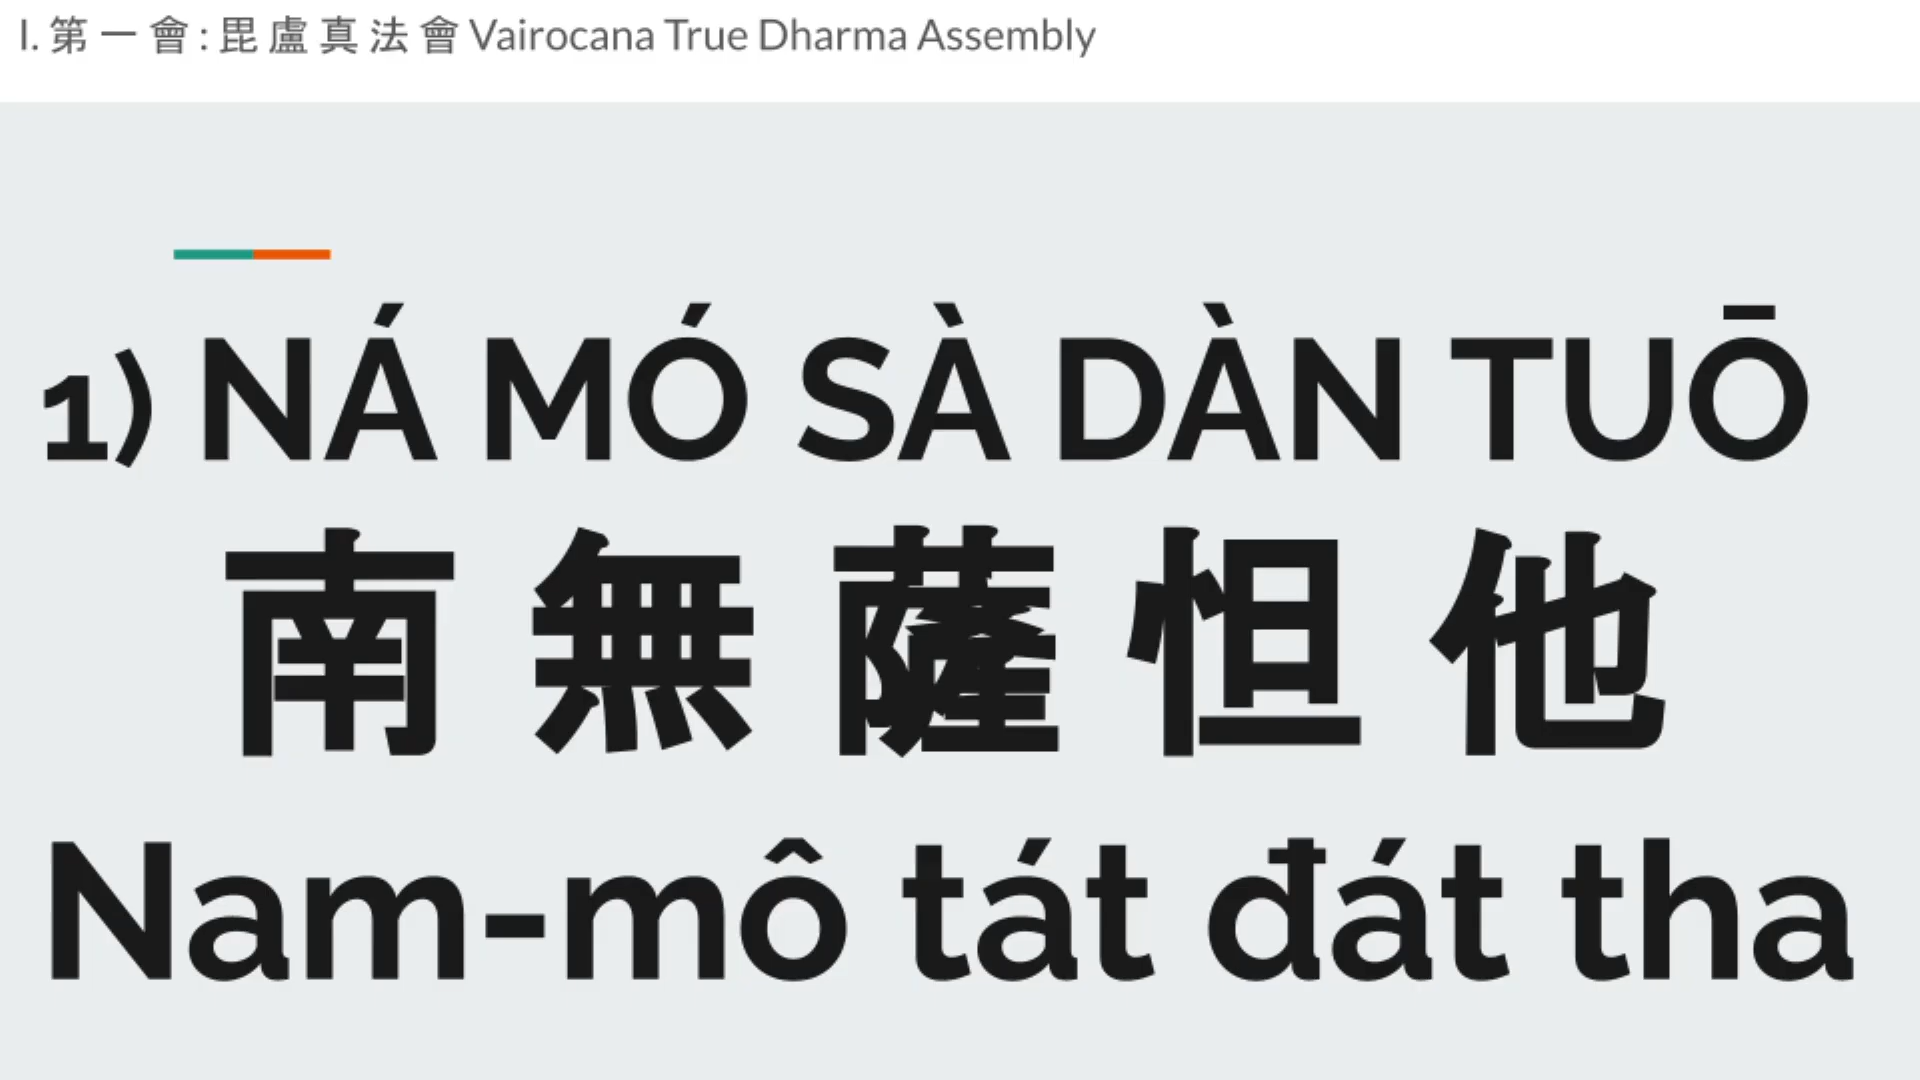 I. 第 一 會 : 毘 盧 真 法 會 Vairocana True Dharma Assembly
1) NÁ MÓ SÀ DÀN TUŌ
南 無 薩 怛 他
Nam-mô tát đát tha